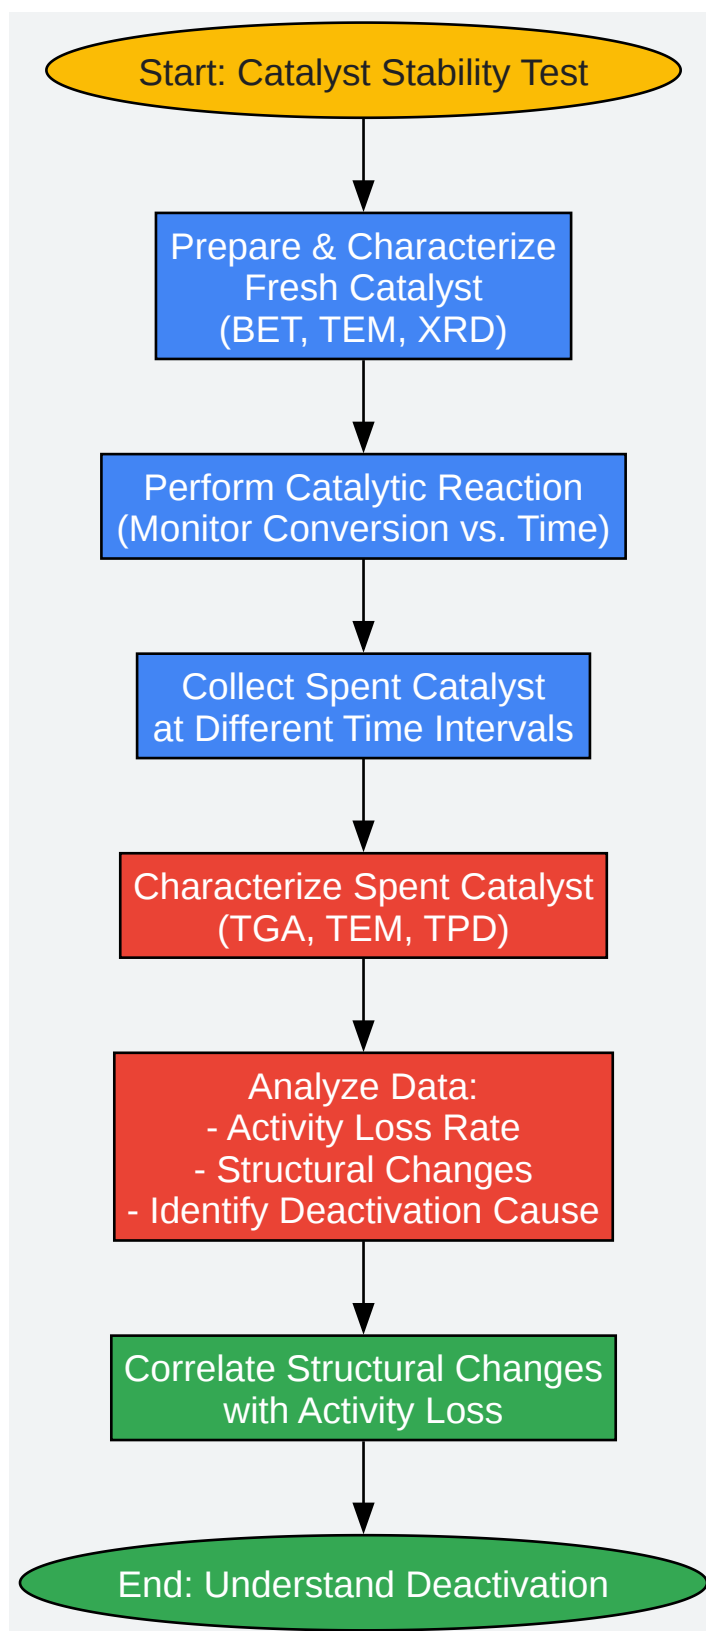 Start: Catalyst Stability Test
Prepare & Characterize
Fresh Catalyst
(BET, TEM, XRD)
Perform Catalytic Reaction
(Monitor Conversion vs. Time)
Collect Spent Catalyst
at Different Time Intervals
Characterize Spent Catalyst
(TGA, TEM, TPD)
Analyze Data:
- Activity Loss Rate
- Structural Changes
- Identify Deactivation Cause
Correlate Structural Changes
with Activity Loss
End: Understand Deactivation